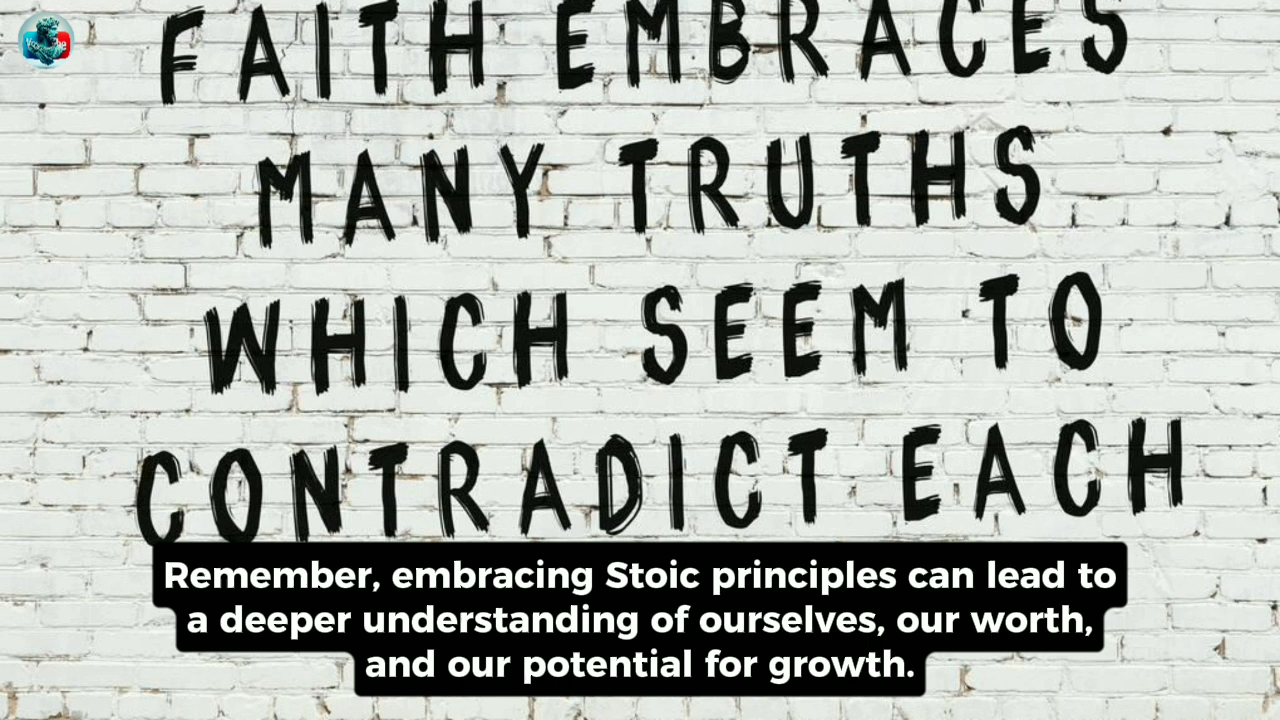 FAITH EMBRACES
MANY TRUTHS
WHICH SEEM TO
CONTRADICT EACH
Remember, embracing Stoic principles can lead to
a deeper understanding of ourselves, our worth,
and our potential for growth.